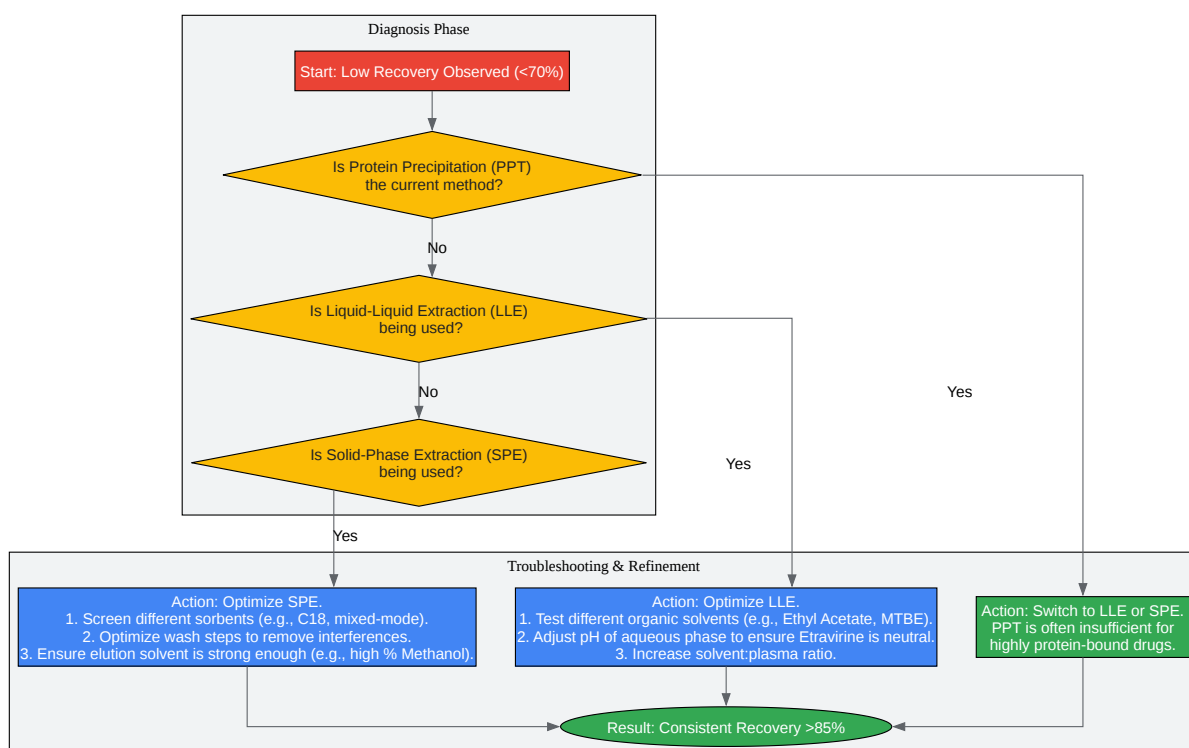 Diagnosis Phase
Start: Low Recovery Observed (<70%)
Is Protein Precipitation (PPT)
the current method?
No
Is Liquid-Liquid Extraction (LLE)
being used?
No
Yes
Is Solid-Phase Extraction (SPE)
being used?
Yes
Yes
Troubleshooting & Refinement
Action: Optimize SPE.
1. Screen different sorbents (e.g., C18, mixed-mode).
2. Optimize wash steps to remove interferences.
3. Ensure elution solvent is strong enough (e.g., high % Methanol).
Action: Optimize LLE.
1. Test different organic solvents (e.g., Ethyl Acetate, MTBE).
2. Adjust pH of aqueous phase to ensure Etravirine is neutral.
3. Increase solvent:plasma ratio.
Action: Switch to LLE or SPE.
PPT is often insufficient for
highly protein-bound drugs.
Result: Consistent Recovery >85%